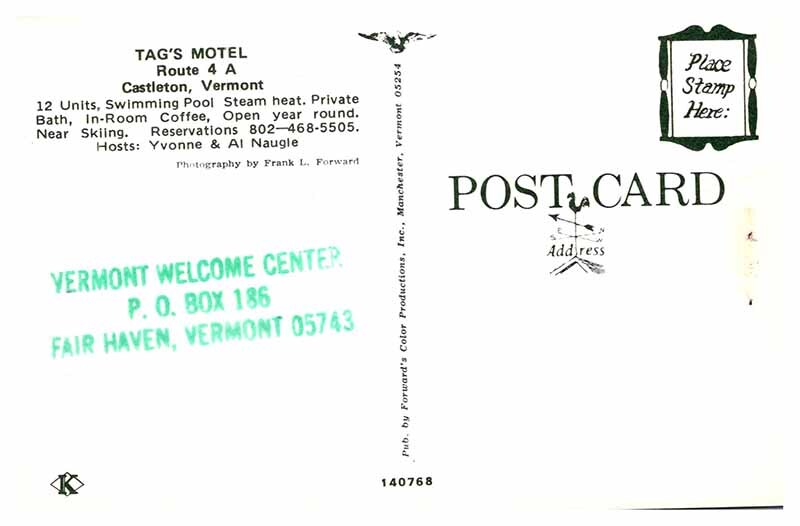 TAG'S MOTEL
Route 4 A
Castleton, Vermont
12 Units, Swimming Pool Steam heat. Private
Bath, In-Room Coffee, Open year round.
Near Skiing. Reservations 802—468-5505.
Hosts: Yvonne & Al Naugle
Photography by Frank L. Forward
VERMONT WELCOME CENTER
P. O. BOX 186
FAIR HAVEN, VERMONT 05743
K
Pub. by Forward's Color Productions, Inc., Manchester, Vermont 05254
140768
Place
Stamp
Here:
POST CARD
E N
S W
Address